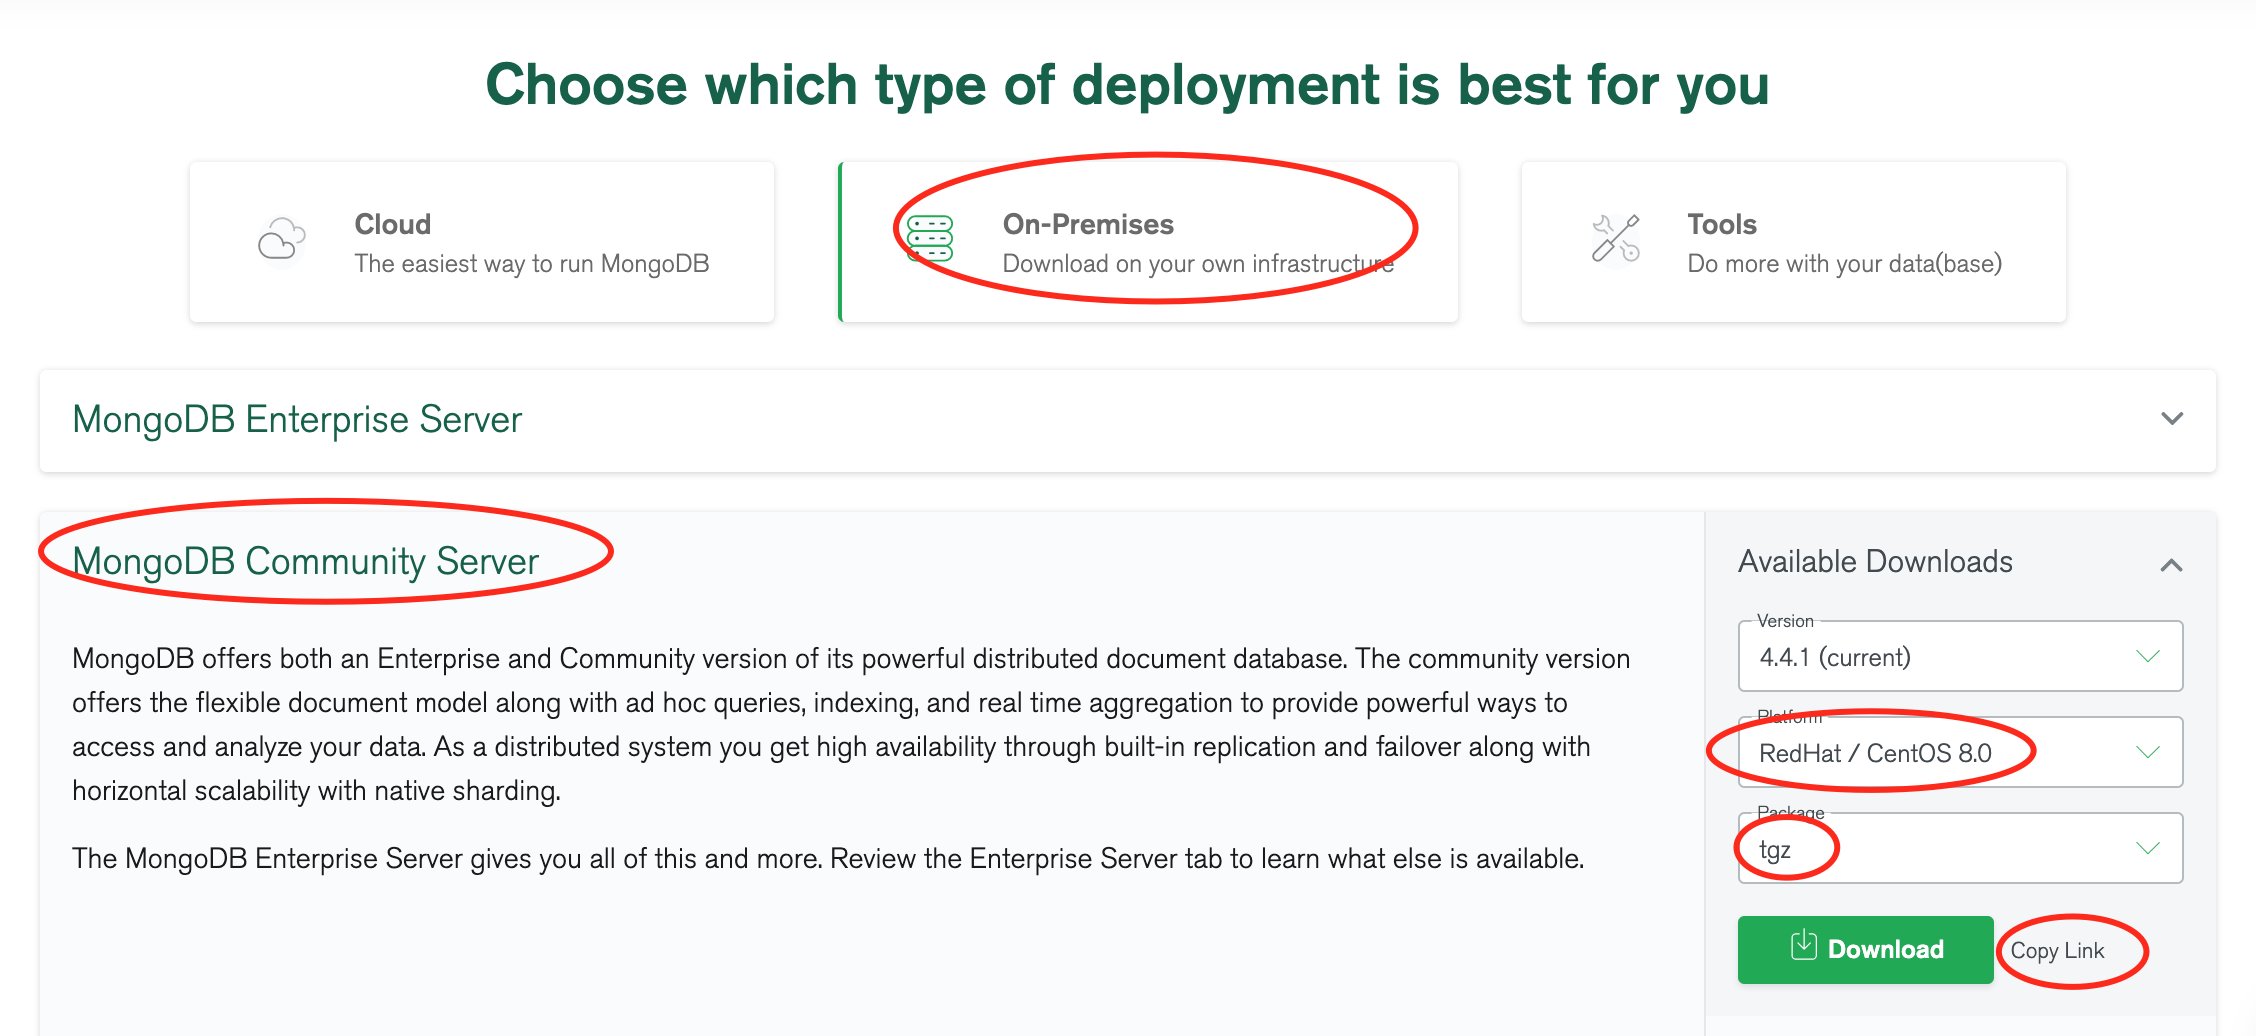 Choose which type of deployment is best for you
Cloud
The easiest way to run MongoDB
On-Premises
Download on your own infrastructure
Tools
Do more with your data(base)
MongoDB Enterprise Server
MongoDB Community Server
MongoDB offers both an Enterprise and Community version of its powerful distributed document database. The community version
offers the flexible document model along with ad hoc queries, indexing, and real time aggregation to provide powerful ways to
access and analyze your data. As a distributed system you get high availability through built-in replication and failover along with
horizontal scalability with native sharding.
The MongoDB Enterprise Server gives you all of this and more. Review the Enterprise Server tab to learn what else is available.
Available Downloads
Version
4.4.1 (current)
Platform
RedHat / CentOS 8.0
Package
tgz
Download
Copy Link